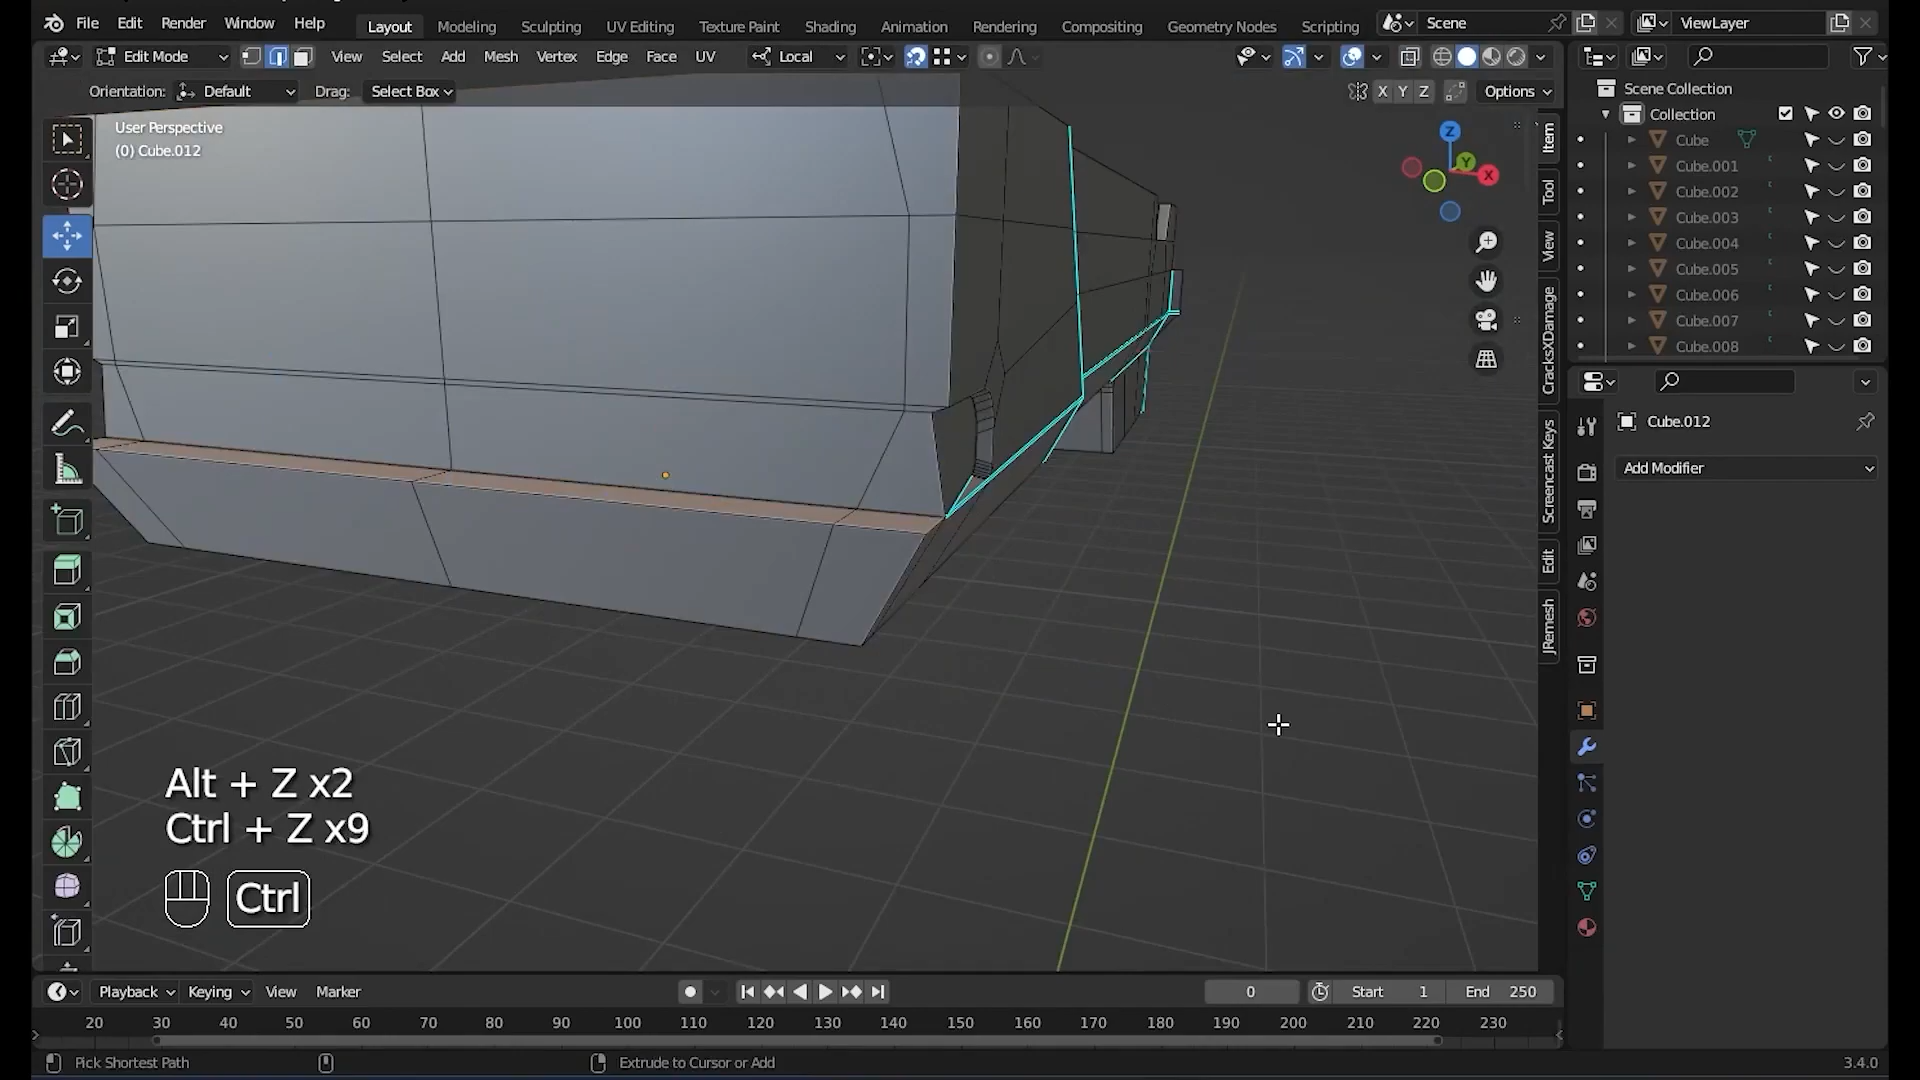 File Edit Render Window Help Layout Modeling Sculpting UV Editing Texture Paint Shading Animation Rendering Compositing Geometry Nodes Scripting Scene ViewLayer
Edit Mode View Select Add Mesh Vertex Edge Face UV Local
Orientation: Default Drag: Select Box X Y Z Options
User Perspective
(0) Cube.012
Z
Y
X
Item
Tool
View
CracksXDamage
Screencast Keys
Edit
JRemesh
Scene Collection
Collection
Cube
Cube.001
Cube.002
Cube.003
Cube.004
Cube.005
Cube.006
Cube.007
Cube.008
Cube.012
Add Modifier
Alt + Z x2
Ctrl + Z x9
Ctrl
Playback Keying View Marker 0 Start 1 End 250
20 30 40 50 60 70 80 90 100 110 120 130 140 150 160 170 180 190 200 210 220 230
Pick Shortest Path Extrude to Cursor or Add 3.4.0